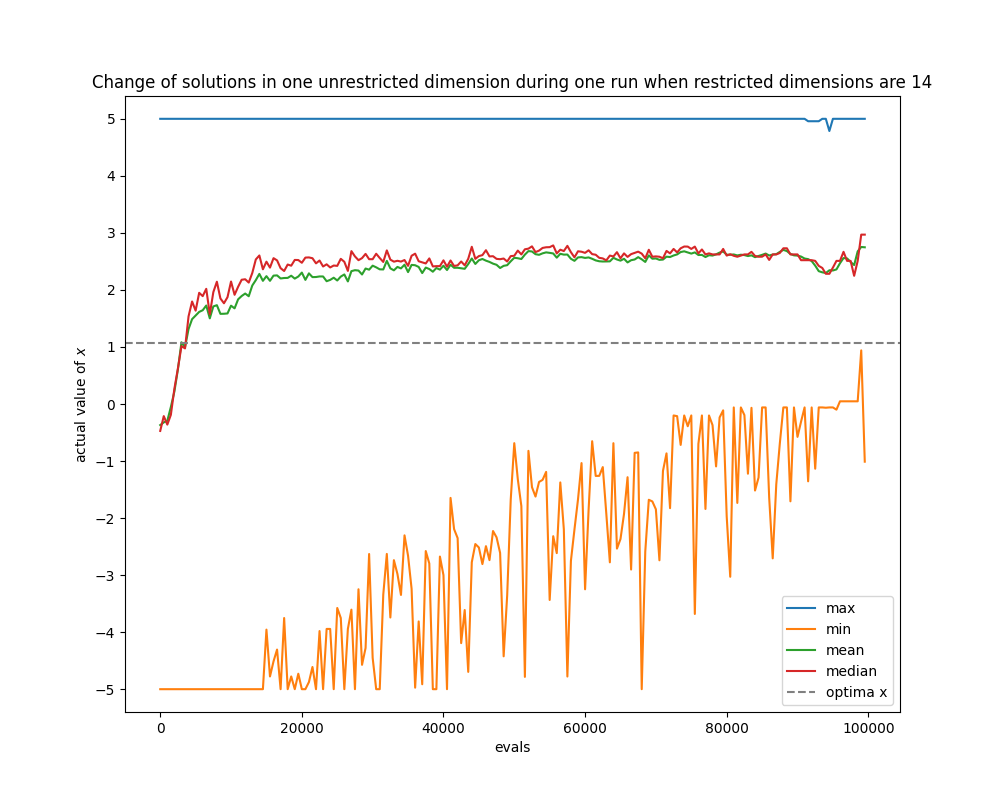 Change of solutions in one unrestricted dimension during one run when restricted dimensions are 14
actual value of x
5
4
3
2
1
0
−1
−2
−3
−4
−5
0
20000
40000
60000
80000
100000
evals
max
min
mean
median
optima x